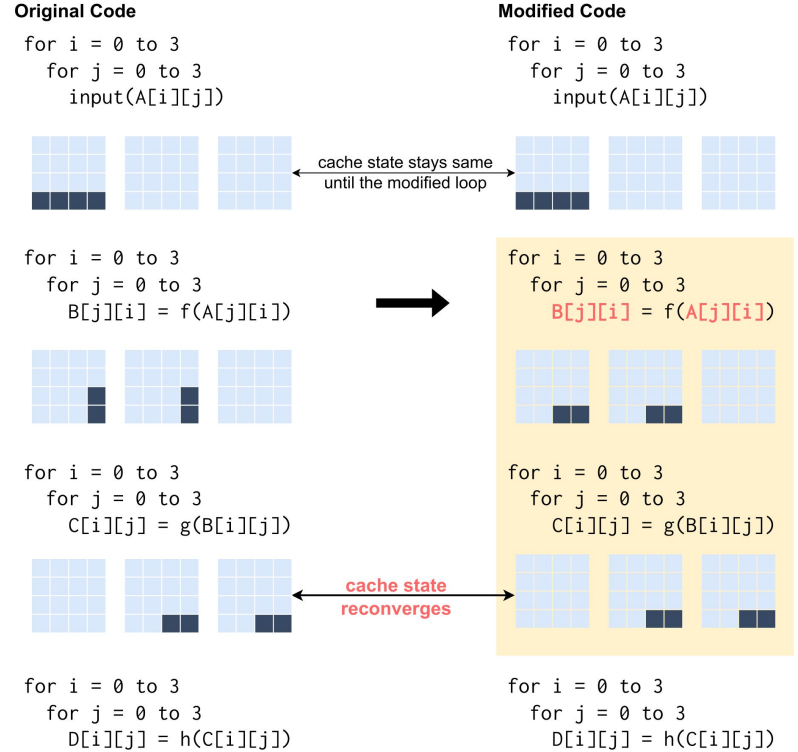 Original Code
for i = 0 to 3
for j = 0 to 3
input(A[i][j])
for i = 0 to 3
for j = 0 to 3
B[j][i] = f(A[j][i])
for i = 0 to 3
for j = 0 to 3
C[i][j] = g(B[i][j])
for i = 0 to 3
for j = 0 to 3
D[i][j] = h(C[i][j])
cache state stays same
until the modified loop
cache state
reconverges
Modified Code
for i = 0 to 3
for j = 0 to 3
input(A[i][j])
for i = 0 to 3
for j = 0 to 3
B[j][i] = f(A[j][i])
for i = 0 to 3
for j = 0 to 3
C[i][j] = g(B[i][j])
for i = 0 to 3
for j = 0 to 3
D[i][j] = h(C[i][j])